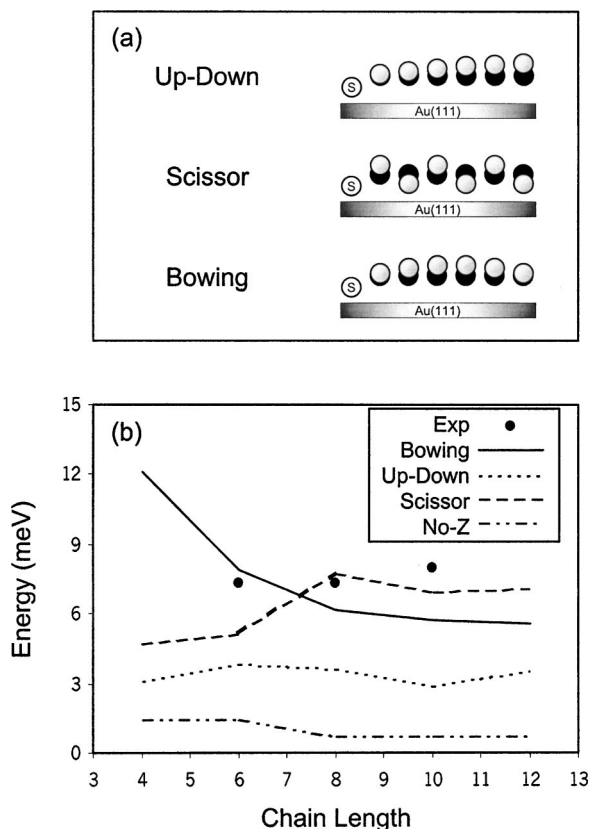 (a)
Up-Down
S
Au(111)
Scissor
S
Au(111)
Bowing
S
Au(111)
(b)
Exp
Bowing
Up-Down
Scissor
No-Z
15
12
9
6
3
0
Energy (meV)
3 4 5 6 7 8 9 10 11 12 13
Chain Length